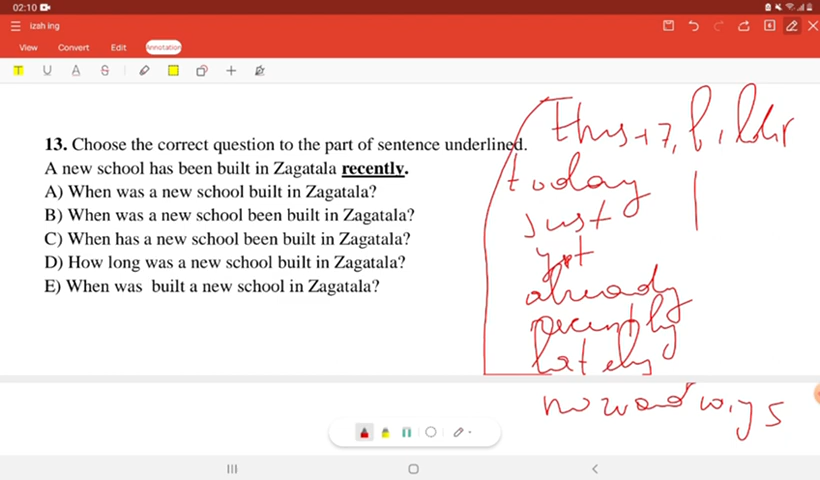 02:10
izah ing
View Convert Edit Annotation
T U A S
13. Choose the correct question to the part of sentence underlined.
A new school has been built in Zagatala recently.
A) When was a new school built in Zagatala?
B) When was a new school been built in Zagatala?
C) When has a new school been built in Zagatala?
D) How long was a new school built in Zagatala?
E) When was built a new school in Zagatala?
today
just
yet
already
recently
lately